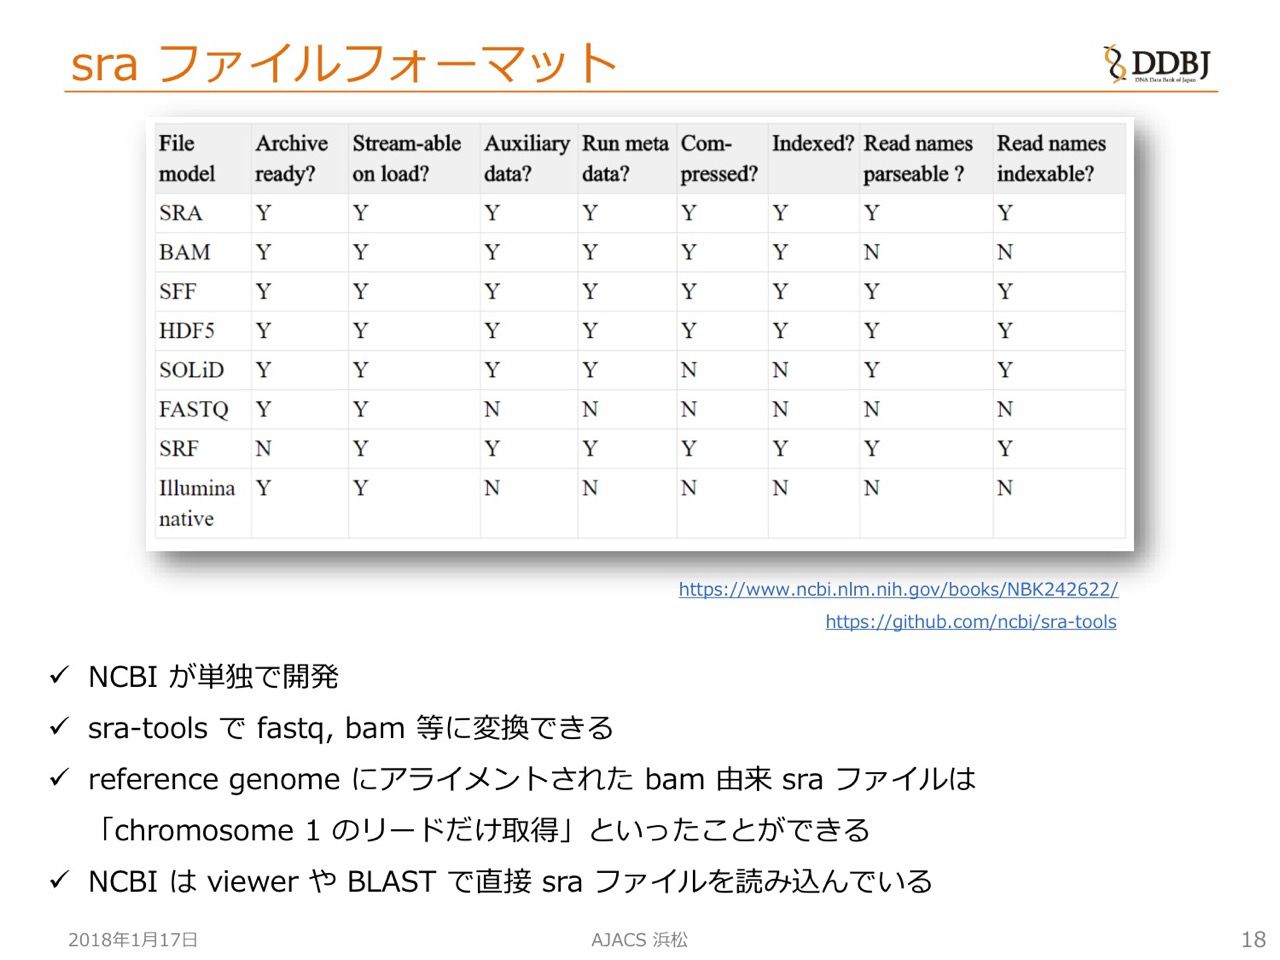 sra ファイルフォーマット
DDBJ
DNA Data Bank of Japan
File model	Archive ready?	Stream-able on load?	Auxiliary data?	Run meta data?	Com-pressed?	Indexed?	Read names parseable ?	Read names indexable?
SRA	Y	Y	Y	Y	Y	Y	Y	Y
BAM	Y	Y	Y	Y	Y	Y	N	N
SFF	Y	Y	Y	Y	Y	Y	Y	Y
HDF5	Y	Y	Y	Y	Y	Y	Y	Y
SOLiD	Y	Y	Y	Y	N	N	Y	Y
FASTQ	Y	Y	N	N	N	N	N	N
SRF	N	Y	Y	Y	Y	Y	Y	Y
Illumina native	Y	Y	N	N	N	N	N	N
https://www.ncbi.nlm.nih.gov/books/NBK242622/
https://github.com/ncbi/sra-tools
✓ NCBI が単独で開発
✓ sra-tools で fastq, bam 等に変換できる
✓ reference genome にアライメントされた bam 由来 sra ファイルは
「chromosome 1 のリードだけ取得」といったことができる
✓ NCBI は viewer や BLAST で直接 sra ファイルを読み込んでいる
2018年1月17日
AJACS 浜松
18